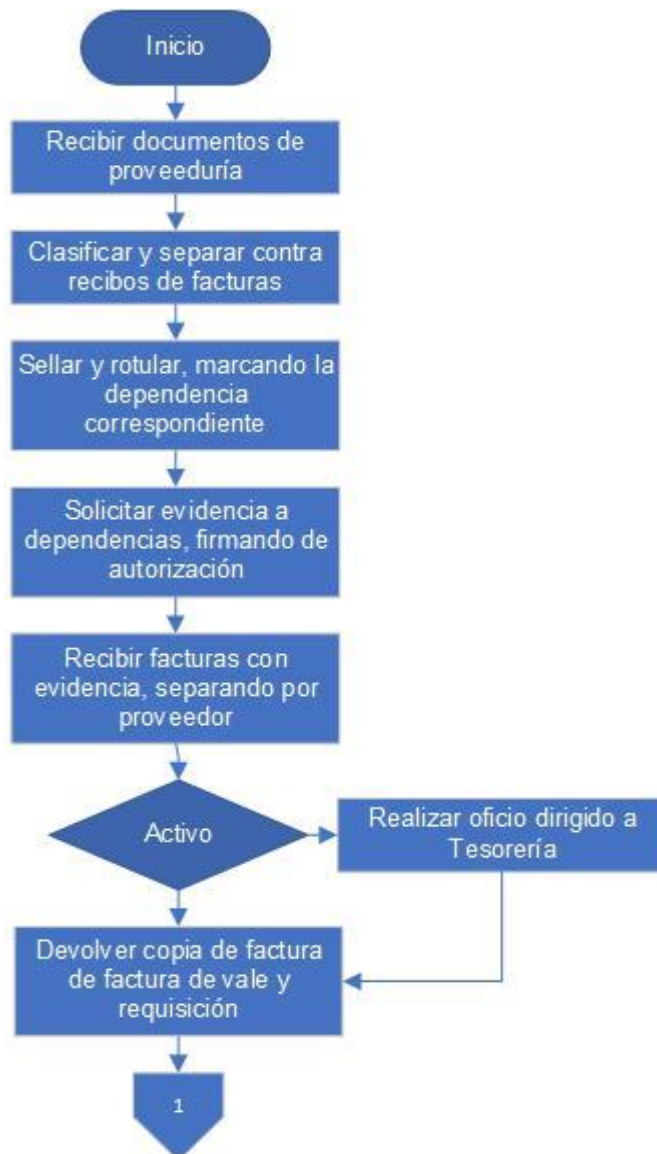 Inicio
Recibir documentos de
proveeduría
Clasificar y separar contra
recibos de facturas
Sellar y rotular, marcando la
dependencia
correspondiente
Solicitar evidencia a
dependencias, firmando de
autorización
Recibir facturas con
evidencia, separando por
proveedor
Activo
Realizar oficio dirigido a
Tesorería
Devolver copia de factura
de factura de vale y
requisición
1